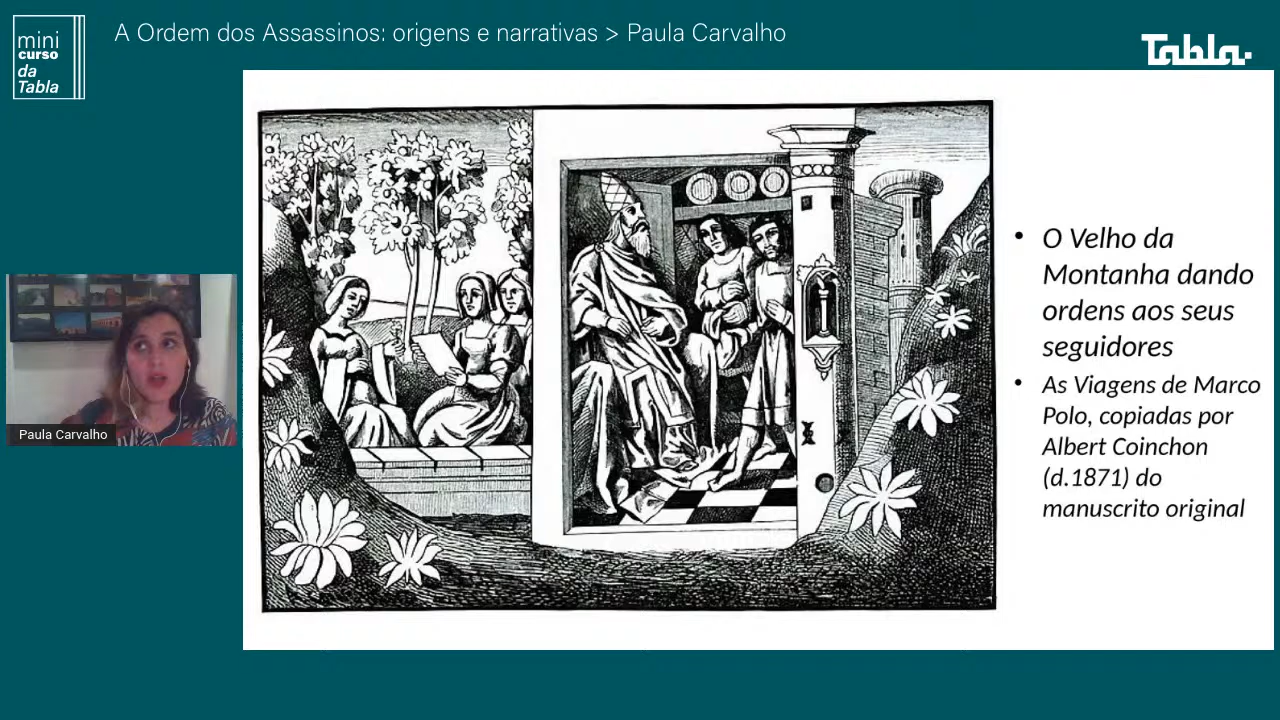 mini
curso
da
Tabla
A Ordem dos Assassinos: origens e narrativas > Paula Carvalho
Tabla.
Paula Carvalho
• O Velho da
Montanha dando
ordens aos seus
seguidores
• As Viagens de Marco
Polo, copiadas por
Albert Coinchon
(d.1871) do
manuscrito original